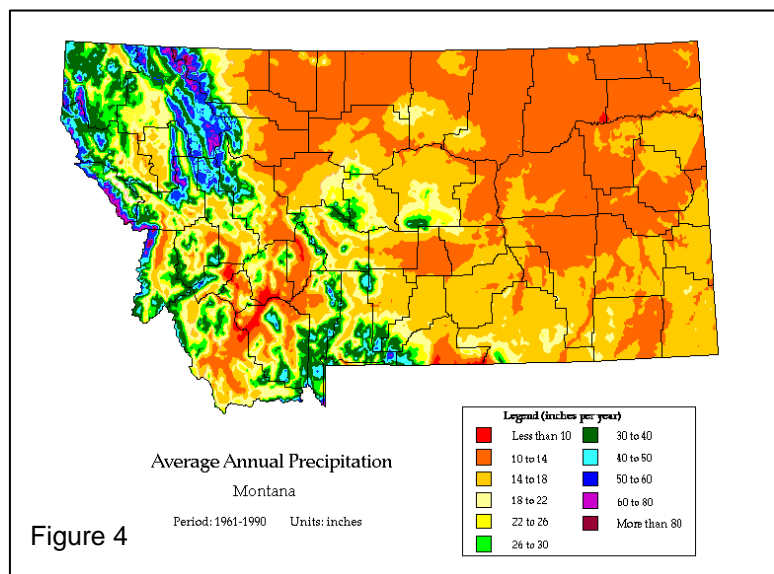 Average Annual Precipitation
Montana
Period: 1961-1990 Units: inches
Figure 4
Legend (inches per year)
Less than 10
10 to 14
14 to 18
18 to 22
22 to 26
26 to 30
30 to 40
40 to 50
50 to 60
60 to 80
More than 80